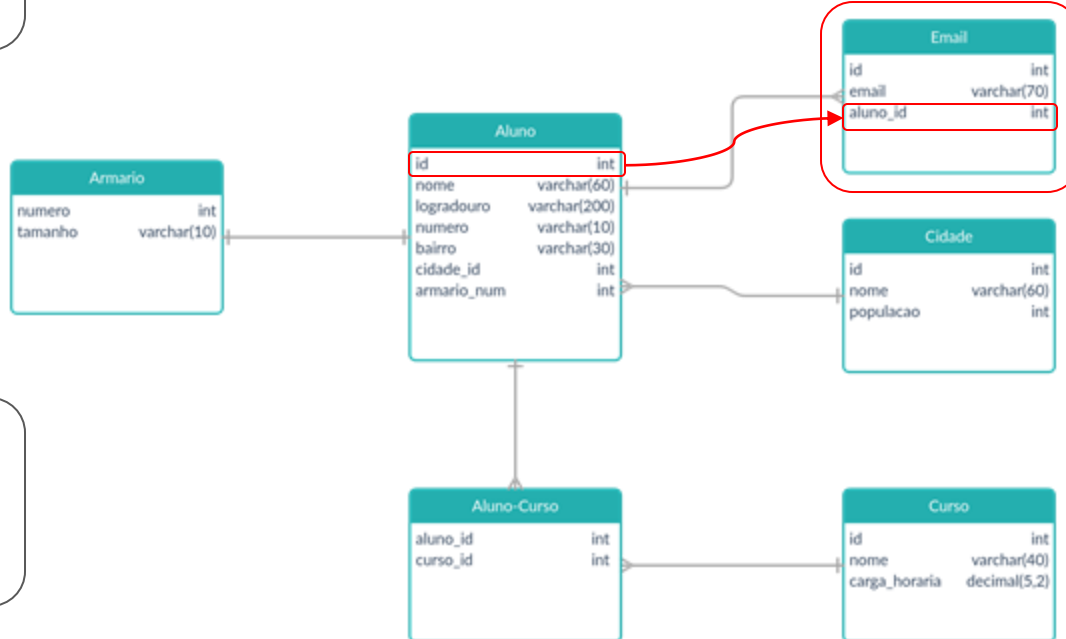 Email
id int
email varchar(70)
aluno_id int
Aluno
id int
nome varchar(60)
logradouro varchar(200)
numero varchar(10)
bairro varchar(30)
cidade_id int
armario_num int
Armario
numero int
tamanho varchar(10)
Cidade
id int
nome varchar(60)
populacao int
Aluno-Curso
aluno_id int
curso_id int
Curso
id int
nome varchar(40)
carga_horaria decimal(5,2)